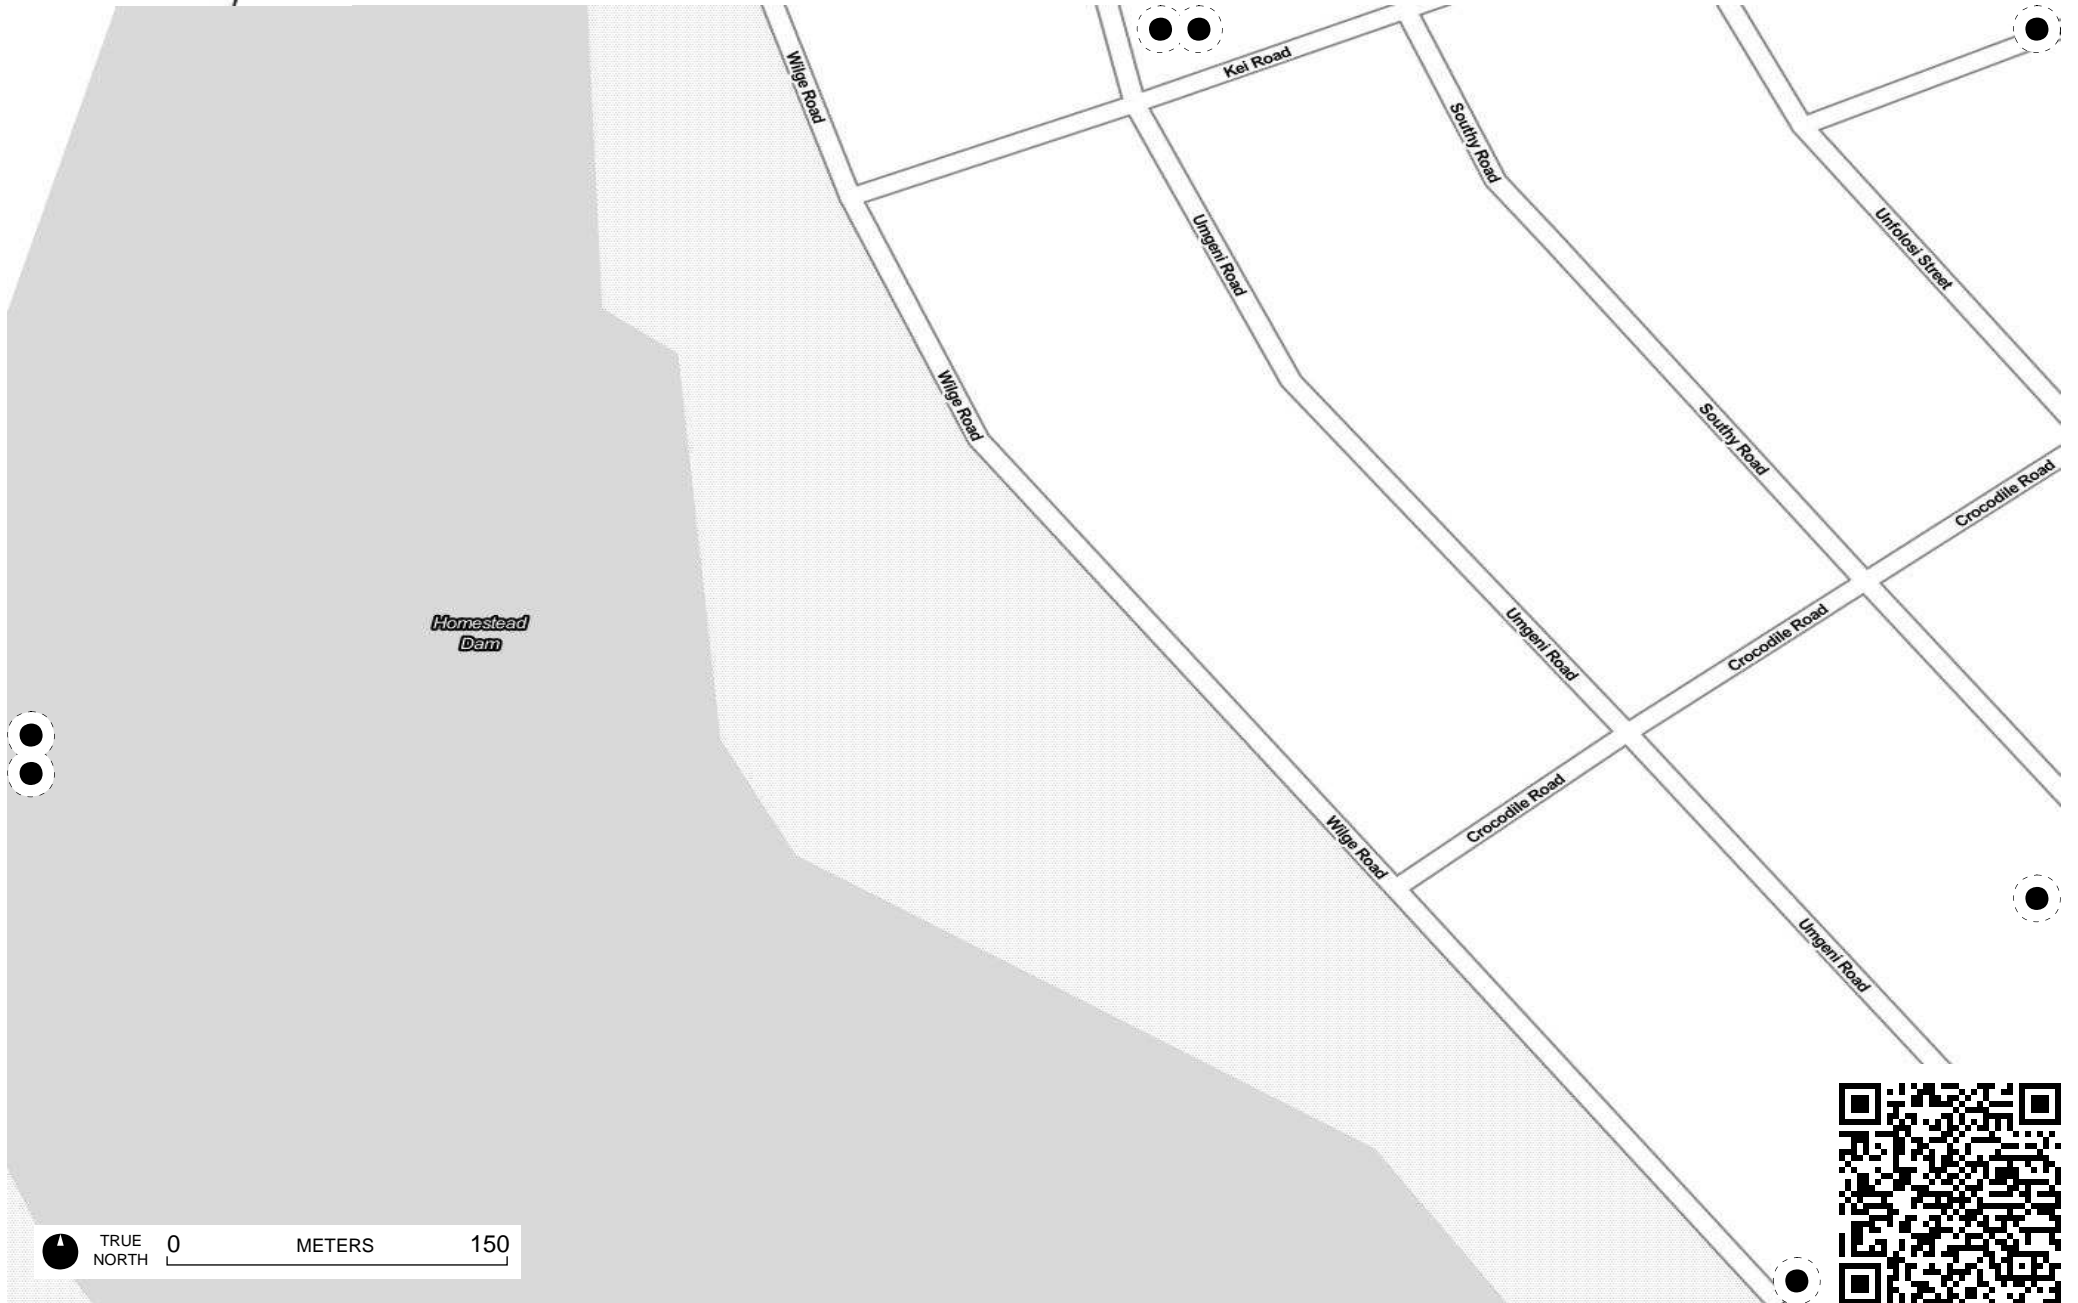 Wilge Road
Kei Road
Southy Road
Umgeni Road
Unfolosi Street
Wilge Road
Southy Road
Crocodile Road
Homestead
Dam
Umgeni Road
Crocodile Road
Crocodile Road
Wilge Road
Umgeni Road
TRUE
NORTH
0 METERS 150